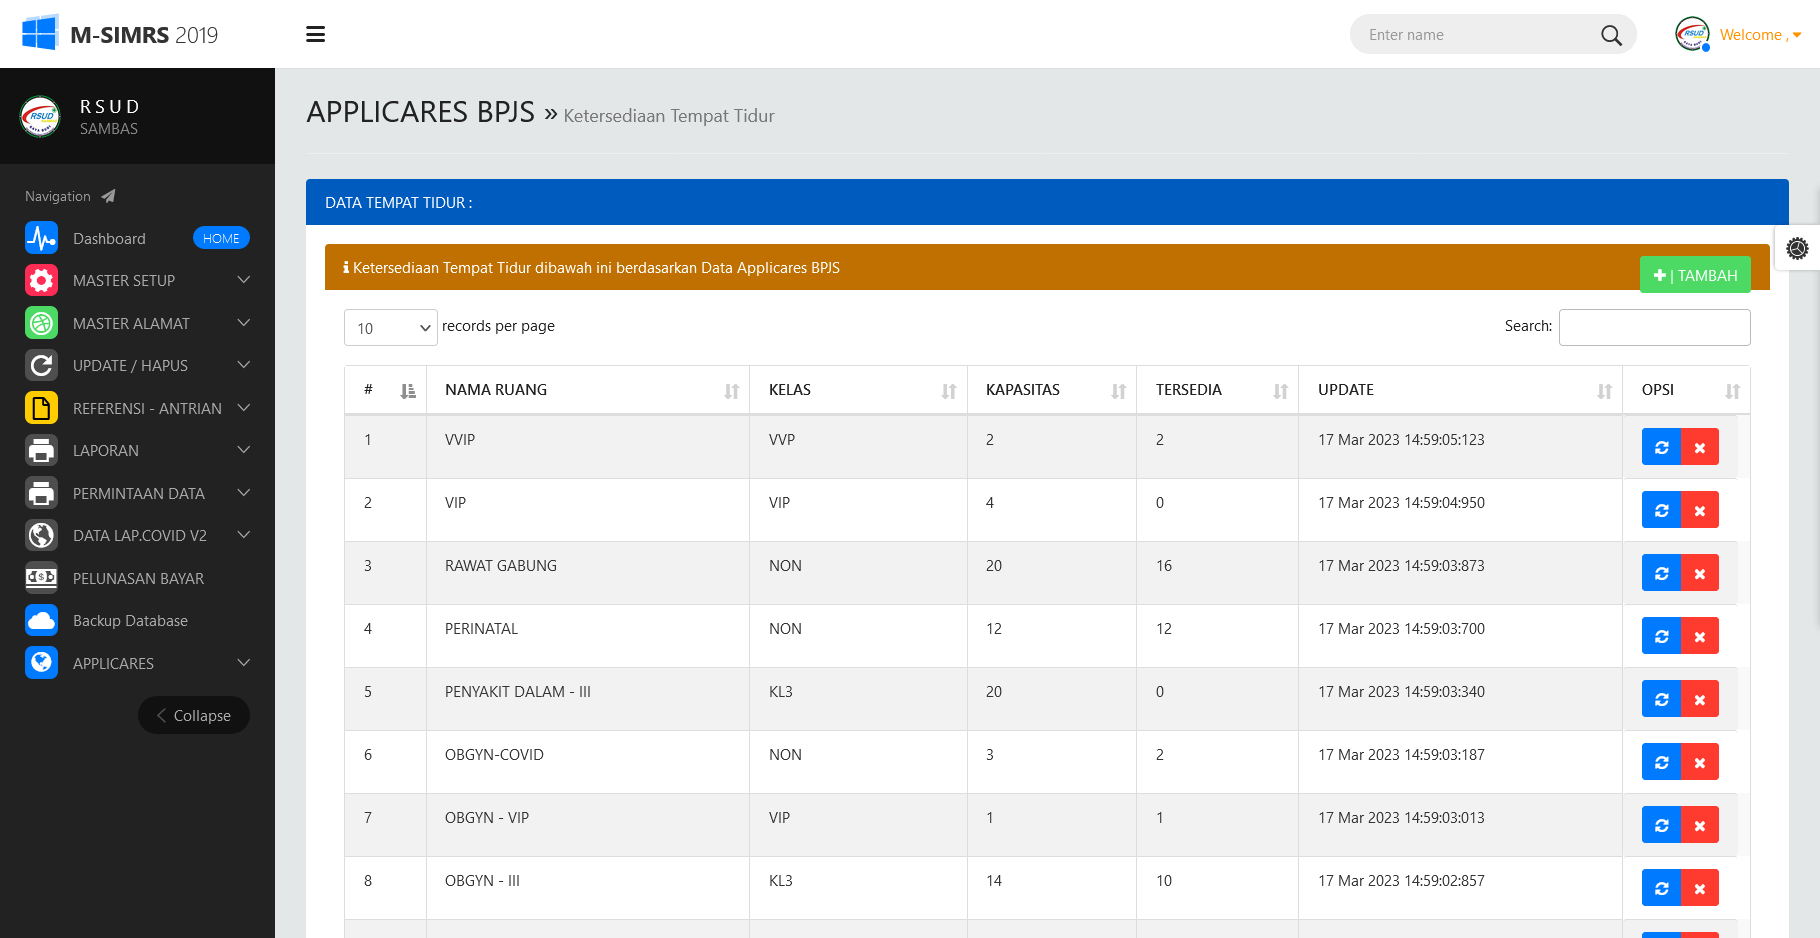 M-SIMRS 2019
Enter name
Welcome ,
RSUD
SAMBAS
Navigation
Dashboard HOME
MASTER SETUP
MASTER ALAMAT
UPDATE / HAPUS
REFERENSI - ANTRIAN
LAPORAN
PERMINTAAN DATA
DATA LAP.COVID V2
PELUNASAN BAYAR
Backup Database
APPLICARES
Collapse
APPLICARES BPJS » Ketersediaan Tempat Tidur
DATA TEMPAT TIDUR :
Ketersediaan Tempat Tidur dibawah ini berdasarkan Data Applicares BPJS
| TAMBAH
10 records per page
Search:
# NAMA RUANG KELAS KAPASITAS TERSEDIA UPDATE OPSI
1 VVIP VVP 2 2 17 Mar 2023 14:59:05:123
2 VIP VIP 4 0 17 Mar 2023 14:59:04:950
3 RAWAT GABUNG NON 20 16 17 Mar 2023 14:59:03:873
4 PERINATAL NON 12 12 17 Mar 2023 14:59:03:700
5 PENYAKIT DALAM - III KL3 20 0 17 Mar 2023 14:59:03:340
6 OBGYN-COVID NON 3 2 17 Mar 2023 14:59:03:187
7 OBGYN - VIP VIP 1 1 17 Mar 2023 14:59:03:013
8 OBGYN - III KL3 14 10 17 Mar 2023 14:59:02:857